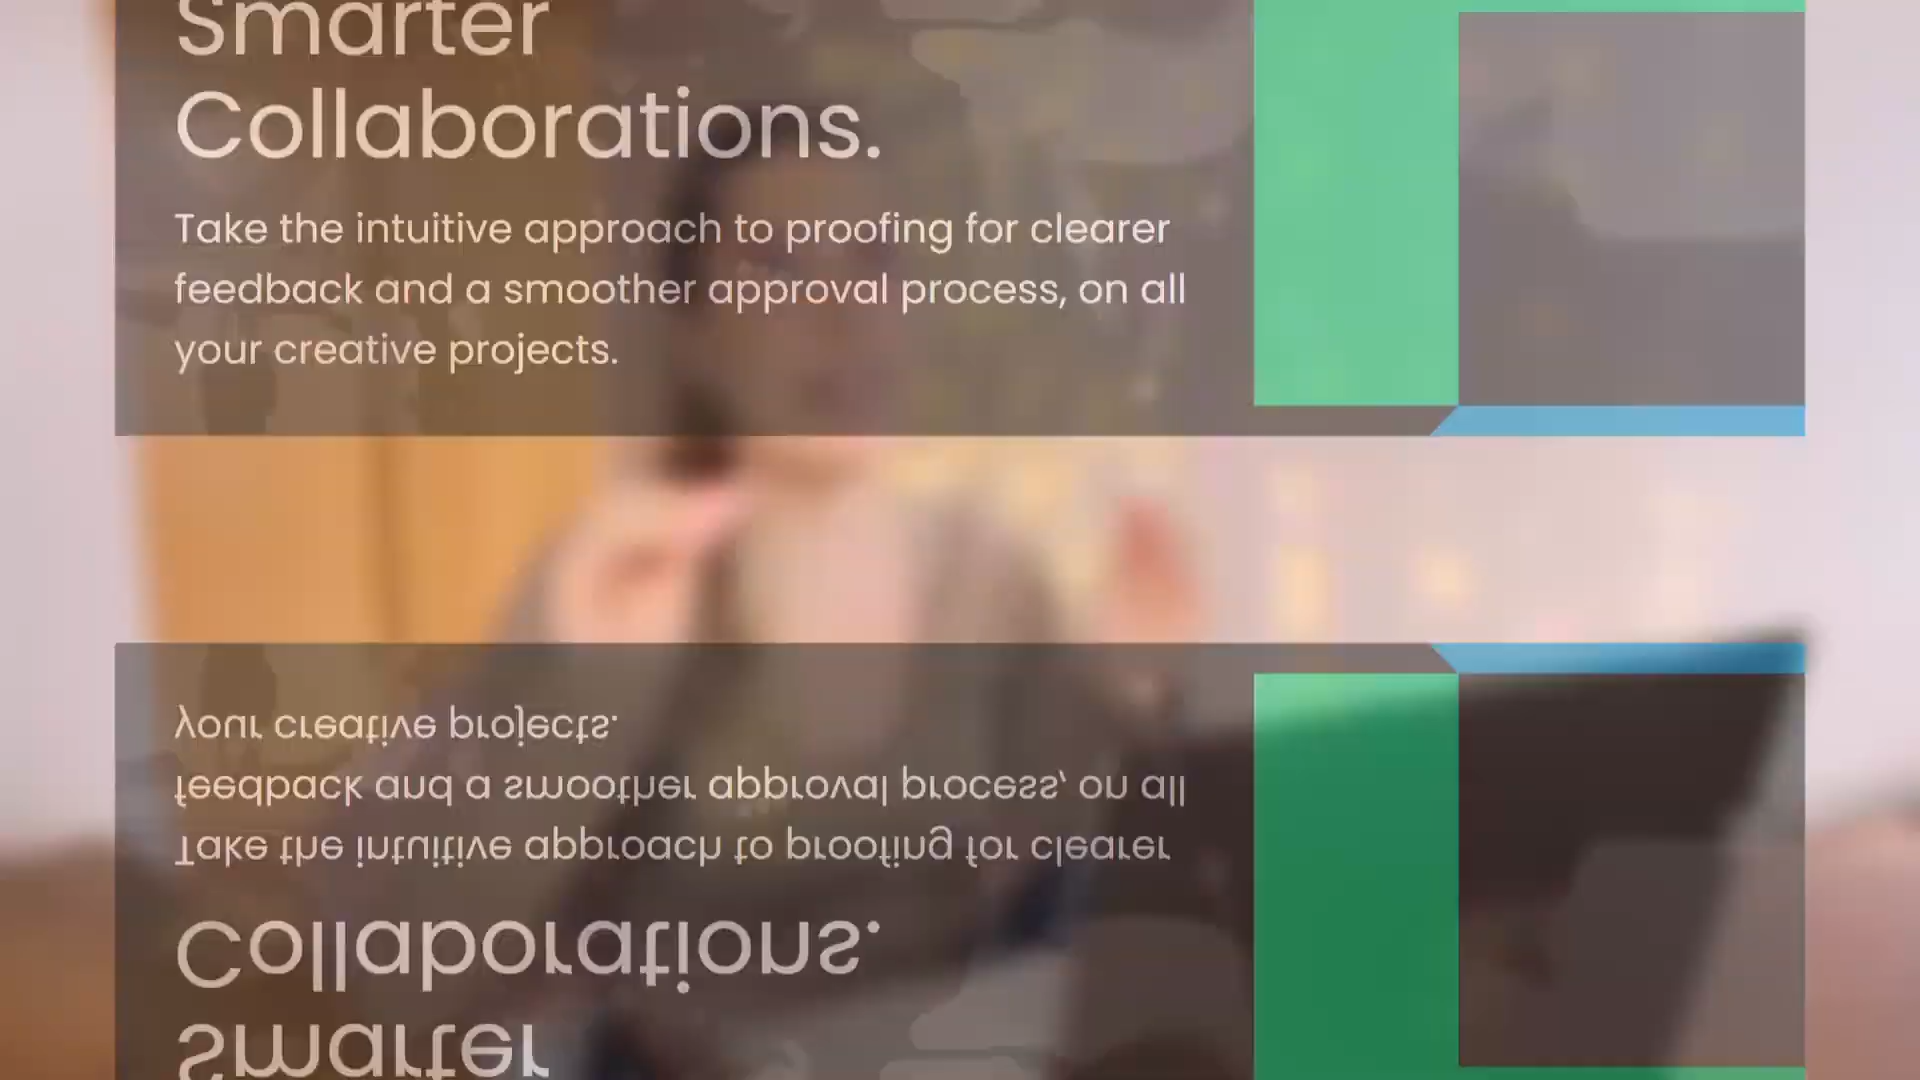 Smarter
Collaborations.
Take the intuitive approach to proofing for clearer
feedback and a smoother approval process, on all
your creative projects.
your creative projects.
feedback and a smoother approval process, on all
Take the intuitive approach to proofing for clearer
Collaborations.
Smarter